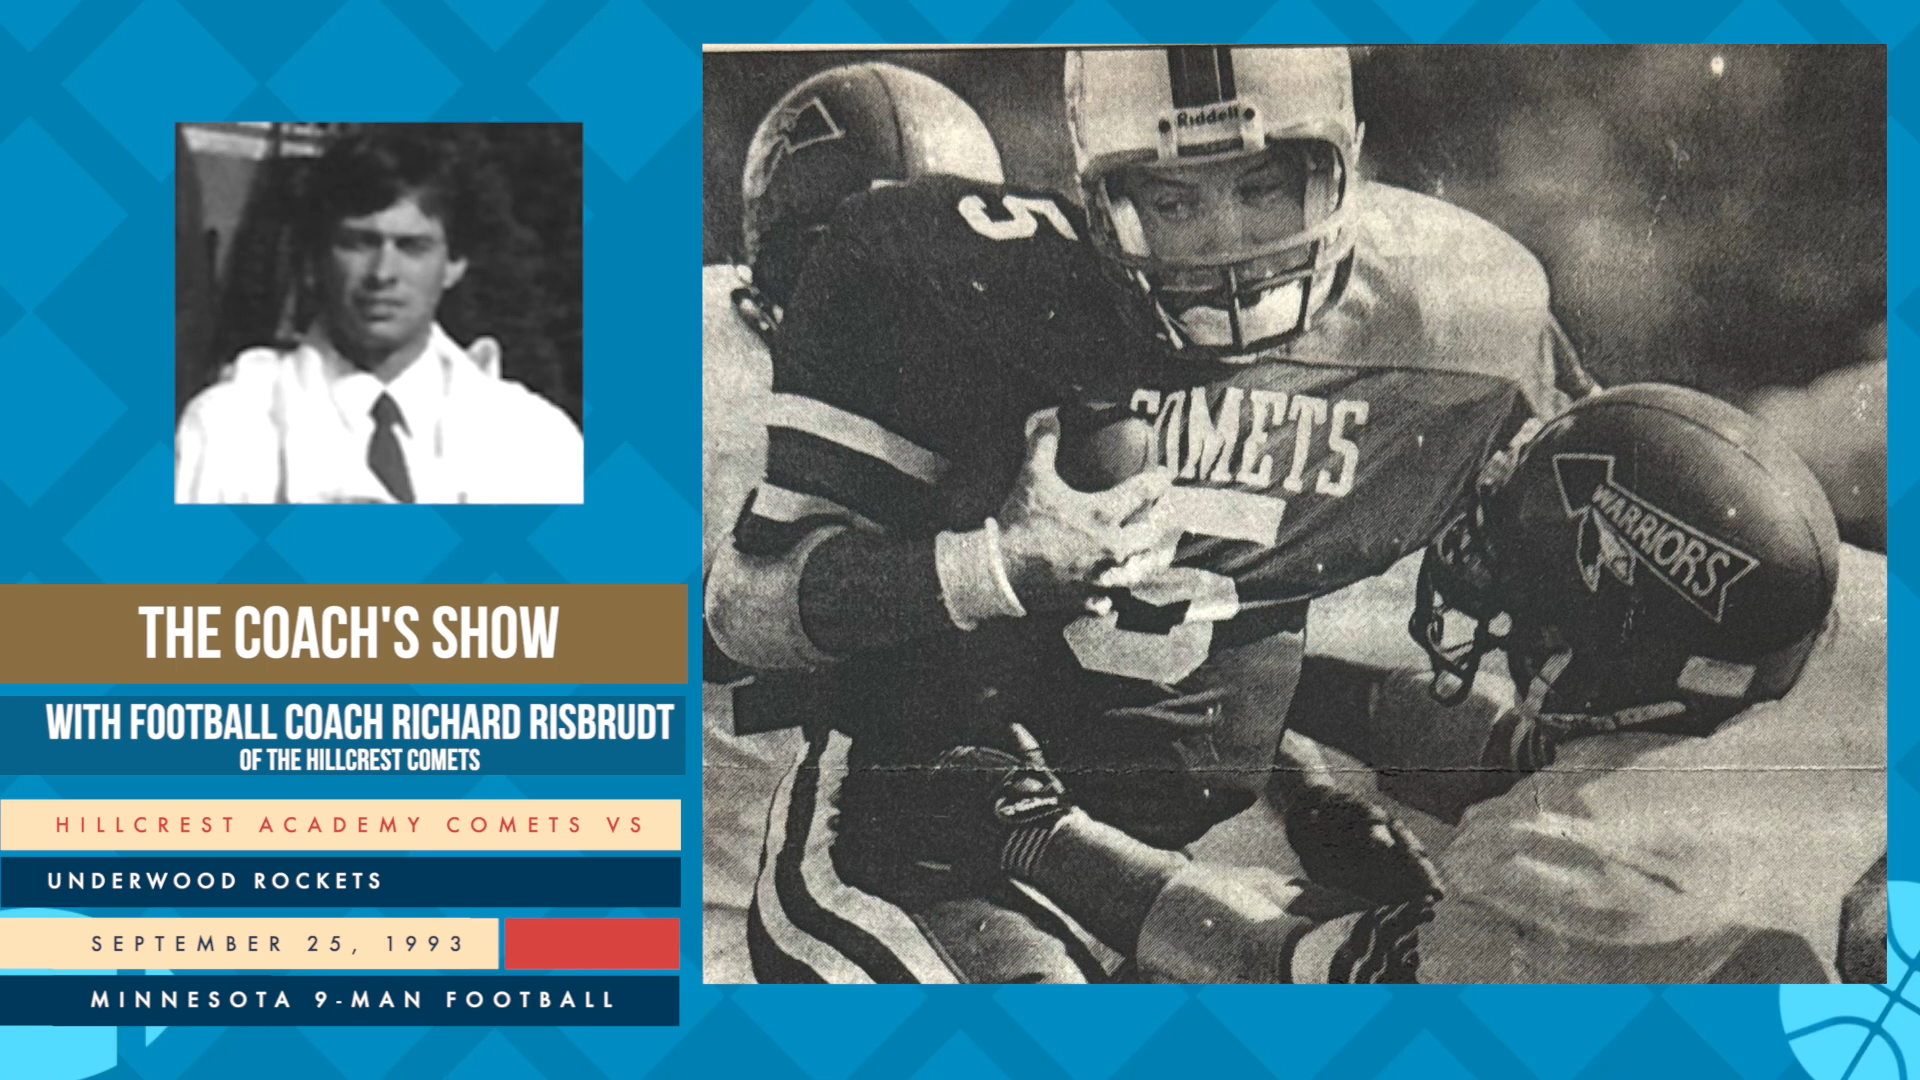 THE COACH'S SHOW
WITH FOOTBALL COACH RICHARD RISBRUDT
OF THE HILLCREST COMETS
HILLCREST ACADEMY COMETS VS
UNDERWOOD ROCKETS
SEPTEMBER 25, 1993
MINNESOTA 9-MAN FOOTBALL
Riddell
5
COMETS
WARRIORS